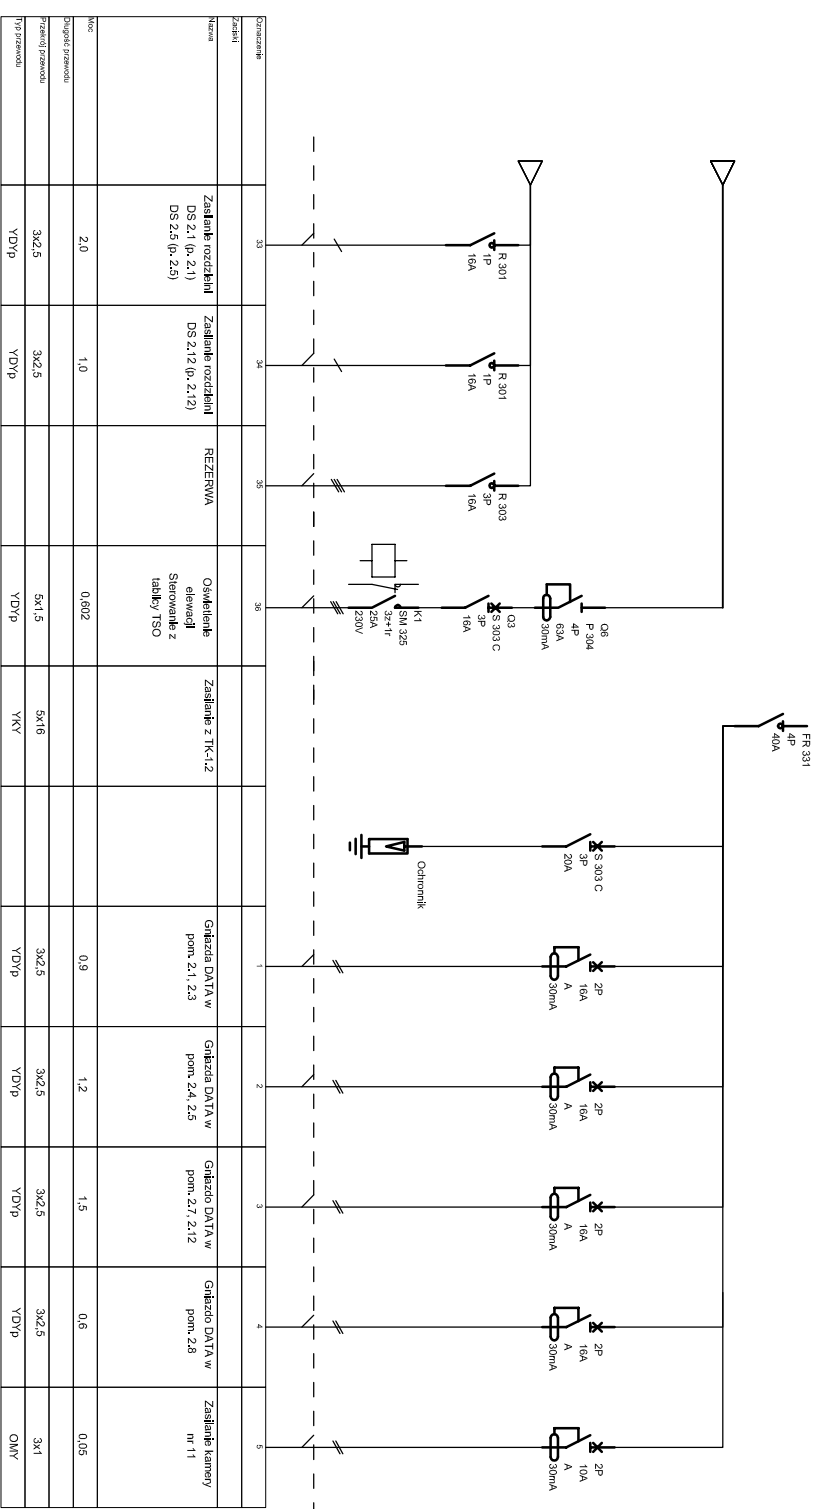 FR 331
4P
40A
Q6
P 304
4P
63A
30mA
R 301
1P
16A
R 301
1P
16A
R 303
3P
16A
Q3
S 303 C
3P
16A
K1
SM 325
3z+1r
25A
230V
S 303 C
3P
20A
Ochronnik
2P
16A
A
30mA
2P
16A
A
30mA
2P
16A
A
30mA
2P
16A
A
30mA
2P
10A
A
30mA
Oznaczenie
33
34
35
36
1
2
3
4
5
Zaciski
Nazwa
Zasilanie rozdzielni
DS 2.1 (p. 2.1)
DS 2.5 (p. 2.5)
Zasilanie rozdzielni
DS 2.12 (p. 2.12)
REZERWA
Oświetlenie
elewacji
Sterowanie z
tablicy TSO
Zasilanie z TK-1.2
Gniazda DATA w
pom. 2.1, 2.3
Gniazda DATA w
pom. 2.4, 2.5
Gniazdo DATA w
pom. 2.7, 2.12
Gniazdo DATA w
pom. 2.8
Zasilanie kamery
nr 11
Moc
2,0
1,0
0,602
0,9
1,2
1,5
0,6
0,05
Długość przewodu
Przekrój przewodu
3x2,5
3x2,5
5x1,5
5x16
3x2,5
3x2,5
3x2,5
3x2,5
3x1
Typ przewodu
YDYp
YDYp
YDYp
YKY
YDYp
YDYp
YDYp
YDYp
OMY